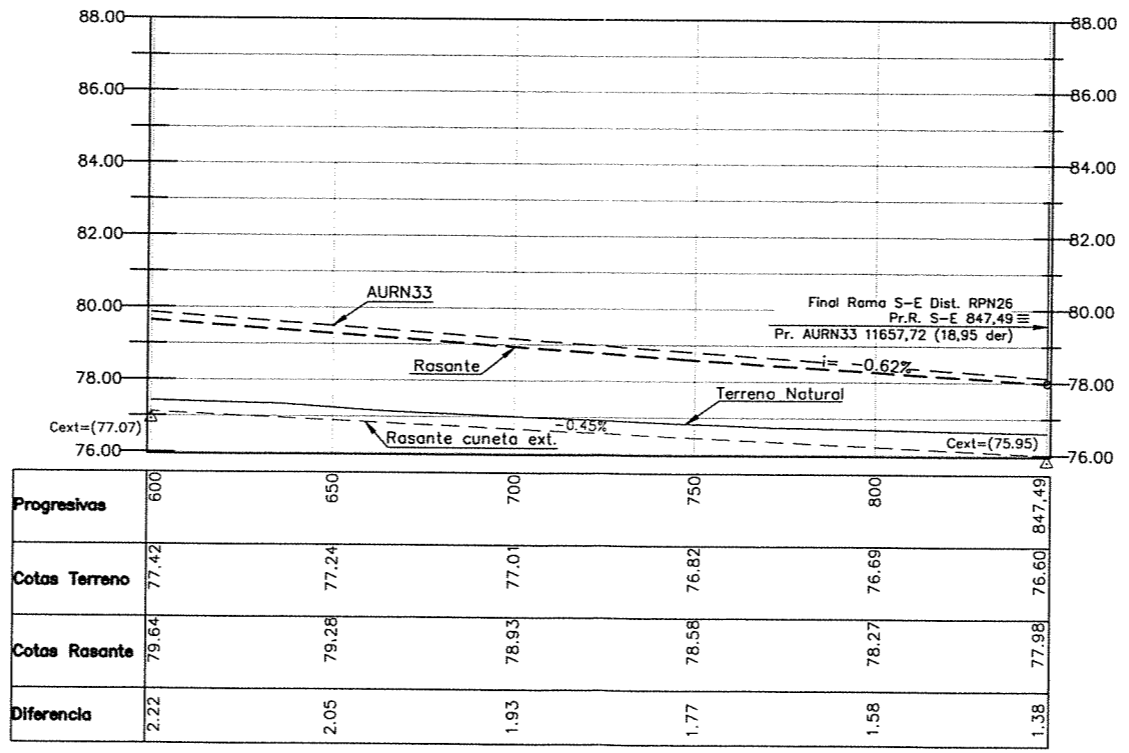 88.00
88.00
86.00
86.00
84.00
84.00
82.00
82.00
80.00
80.00
78.00
78.00
76.00
76.00
AURN33
Final Rama S-E Dist. RPN26
Pr.R. S-E 847,49 ≡
Pr. AURN33 11657,72 (18,95 der)
Rasante
i= -0.62%
Terreno Natural
Cext=(77.07)
-0.45%
Rasante cuneta ext.
Cext=(75.95)
Progresivas 600 650 700 750 800 847,49
Cotas Terreno 77.42 77.24 77.01 76.82 76.69 76.60
Cotas Rasante 79.64 79.28 78.93 78.58 78.27 77.98
Diferencia 2.22 2.05 1.93 1.77 1.58 1.38